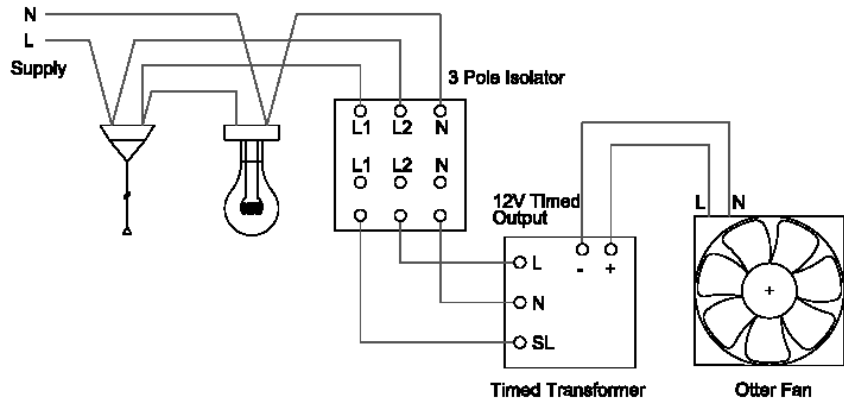 N
L
Supply
3 Pole Isolator
L1 L2 N
L1 L2 N
12V Timed
Output
L N
L
- +
N
SL
+
Timed Transformer
Otter Fan